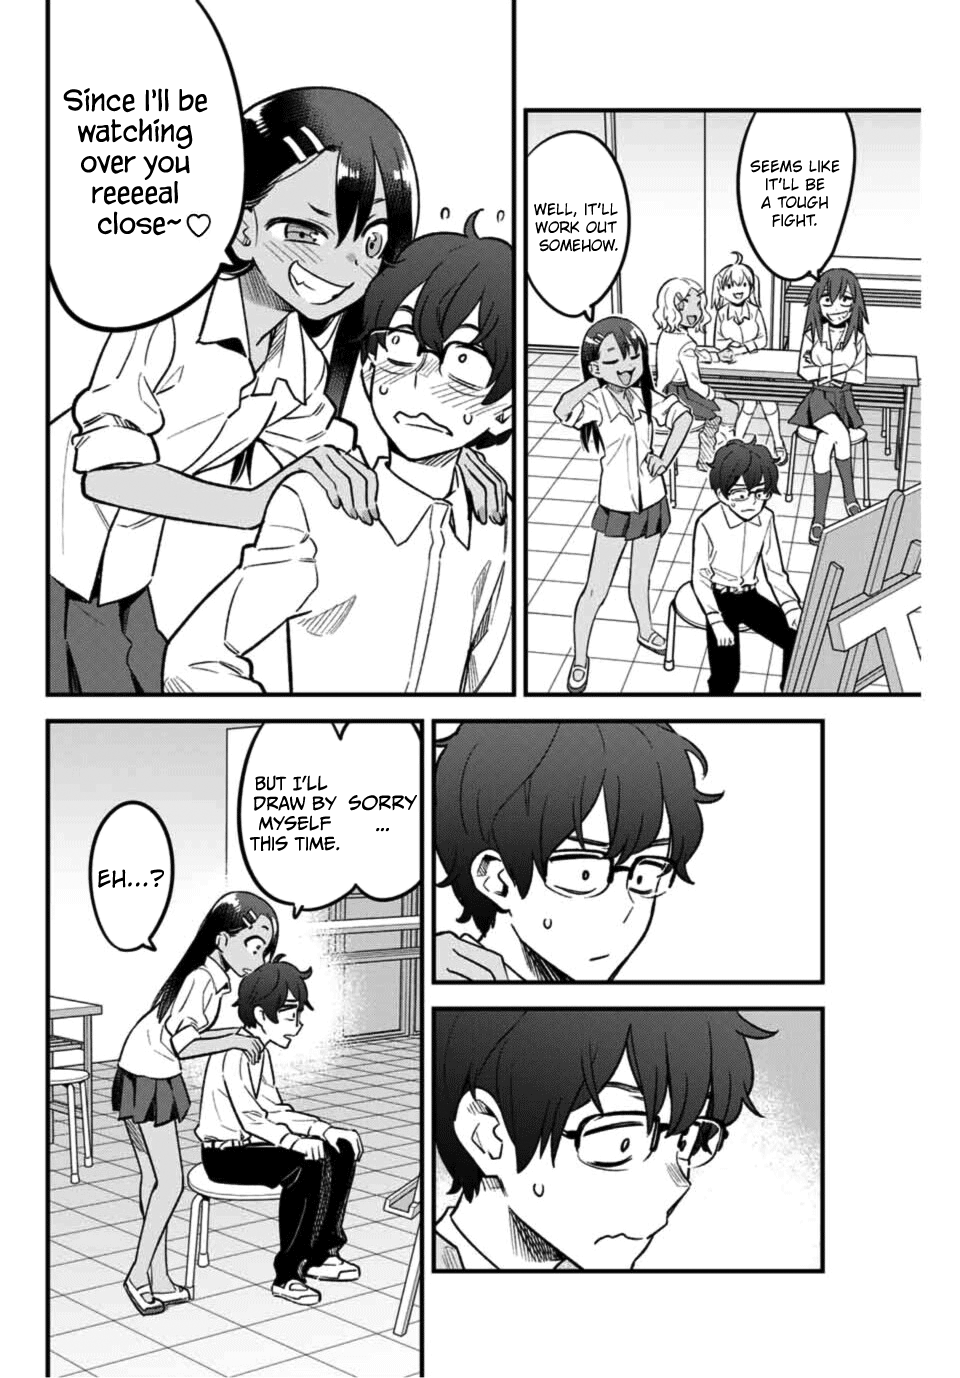 SEEMS LIKE
IT'LL BE
A TOUGH
FIGHT.
WELL, IT'LL
WORK OUT
SOMEHOW.
Since I'll be
watching
over you
reeeeal
close~♡
SORRY
...
BUT I'LL
DRAW BY
MYSELF
THIS TIME.
EH...?